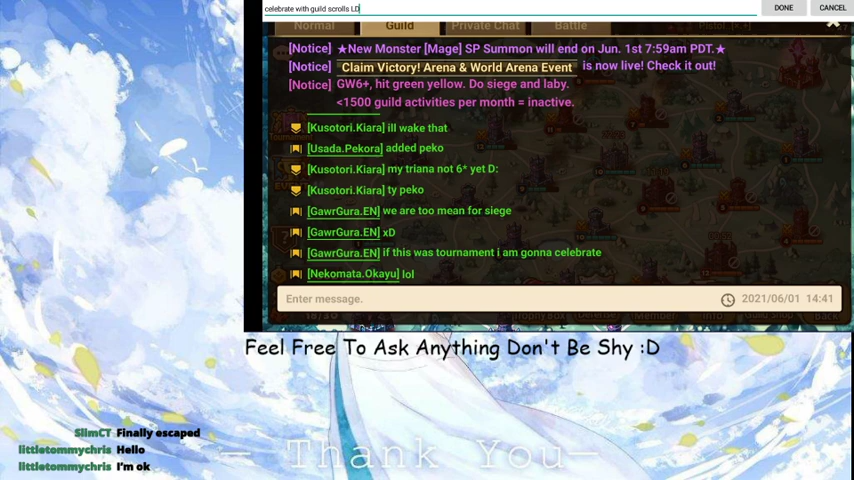 celebrate with guild scrolls LD
DONE
CANCEL
Normal
Guild
Private Chat
Battle
[Notice] ★New Monster [Mage] SP Summon will end on Jun. 1st 7:59am PDT.★
[Notice] Claim Victory! Arena & World Arena Event is now live! Check it out!
[Notice] GW6+, hit green yellow. Do siege and laby.
<1500 guild activities per month = inactive.
[Kusotori.Kiara] ill wake that
[Usada.Pekora] added peko
[Kusotori.Kiara] my triana not 6* yet D:
[Kusotori.Kiara] ty peko
[GawrGura.EN] we are too mean for siege
[GawrGura.EN] xD
[GawrGura.EN] if this was tournament i am gonna celebrate
[Nekomata.Okayu] lol
Enter message.
2021/06/01 14:41
Feel Free To Ask Anything Don't Be Shy :D
SlimCT Finally escaped
littletommychris Hello
littletommychris I'm ok
— Thank You—